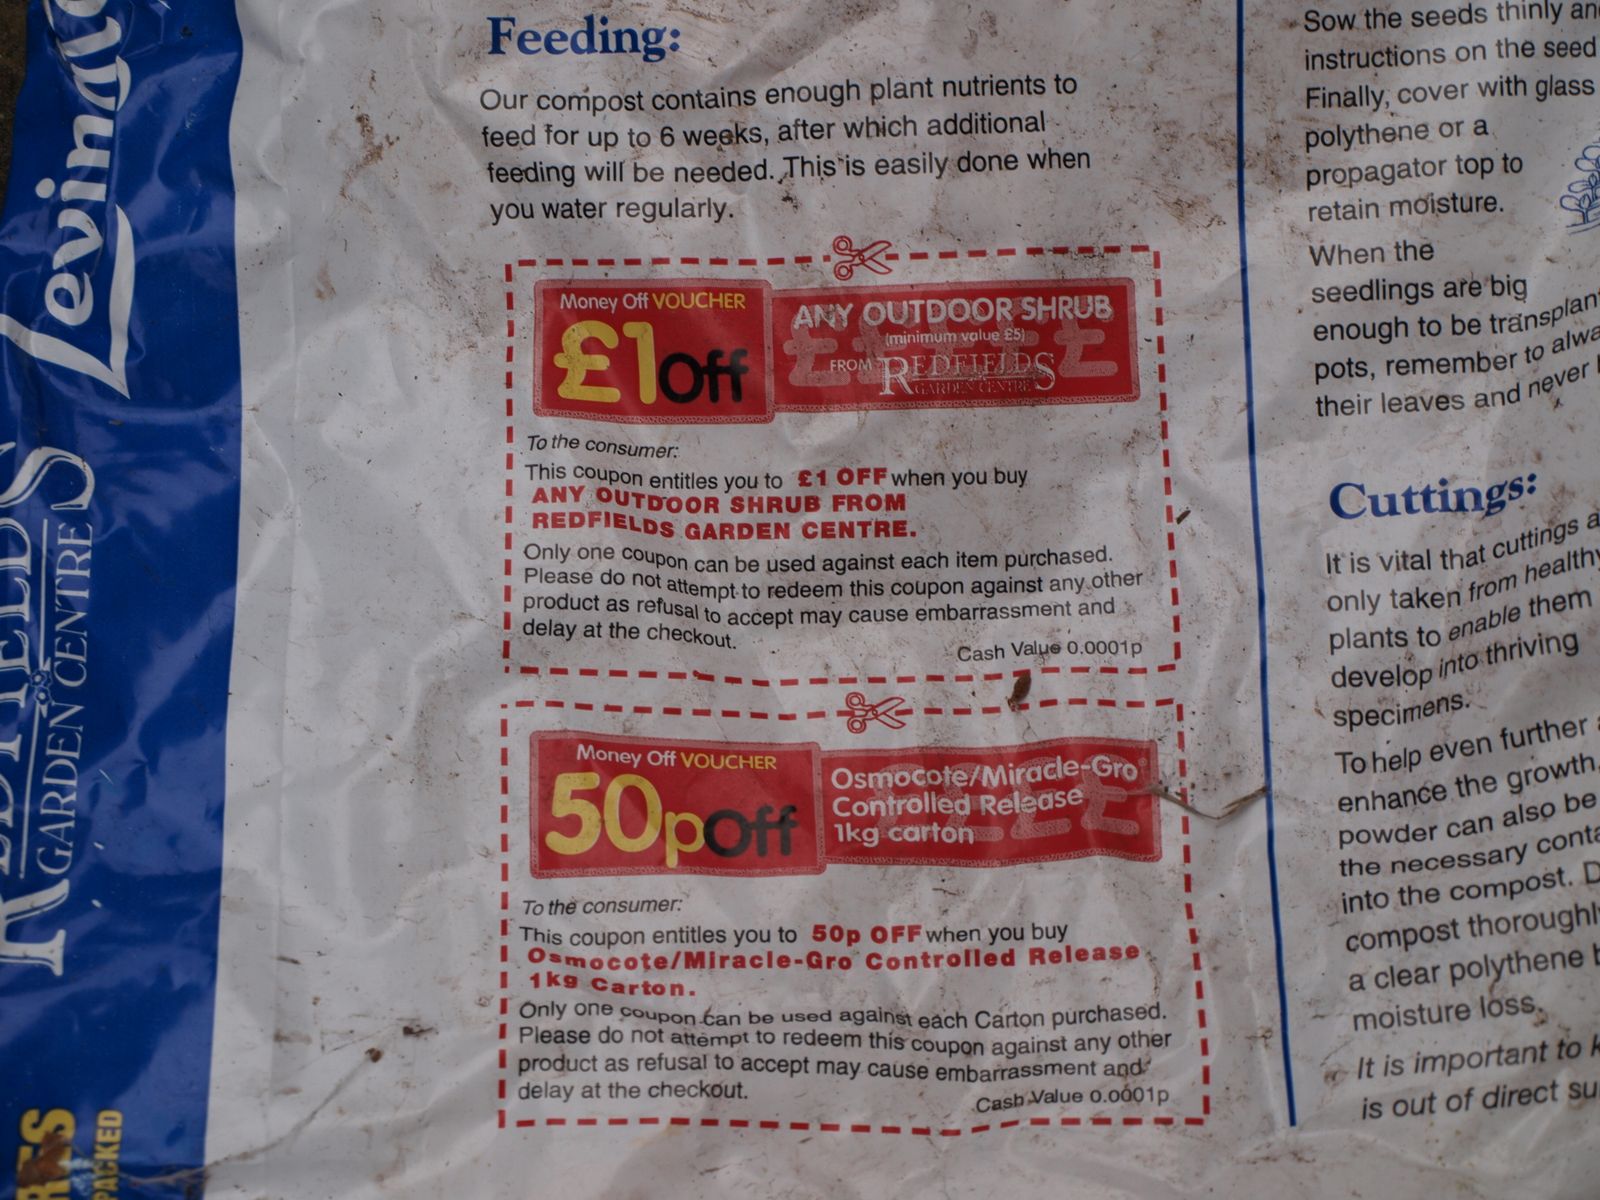 Levington
REDFIELDS
GARDEN CENTRE
PACKED
Feeding:
Our compost contains enough plant nutrients to
feed for up to 6 weeks, after which additional
feeding will be needed. This is easily done when
you water regularly.
Money Off VOUCHER
£1off
ANY OUTDOOR SHRUB
(minimum value £5)
FROM REDFIELDS
GARDEN CENTRE
To the consumer:
This coupon entitles you to £1 OFF when you buy
ANY OUTDOOR SHRUB FROM
REDFIELDS GARDEN CENTRE.
Only one coupon can be used against each item purchased.
Please do not attempt to redeem this coupon against any other
product as refusal to accept may cause embarrassment and
delay at the checkout.
Cash Value 0.0001p
Money Off VOUCHER
50poff
Osmocote/Miracle-Gro
Controlled Release
1kg carton
To the consumer:
This coupon entitles you to 50p OFF when you buy
Osmocote/Miracle-Gro Controlled Release
1kg Carton.
Only one coupon can be used against each Carton purchased.
Please do not attempt to redeem this coupon against any other
product as refusal to accept may cause embarrassment and
delay at the checkout.
Cash Value 0.0001p
Sow the seeds thinly
instructions on the seed
Finally, cover with glass
polythene or a
propagator top to
retain moisture.
When the
seedlings are big
enough to be transplant
pots, remember to
their leaves and never
Cuttings:
It is vital that cuttings
only taken from healthy
plants to enable them
develop into thriving
specimens.
To help even further
enhance the growth,
powder can also be
the necessary
into the compost.
compost thoroughly
a clear polythene
moisture loss.
It is important to
is out of direct